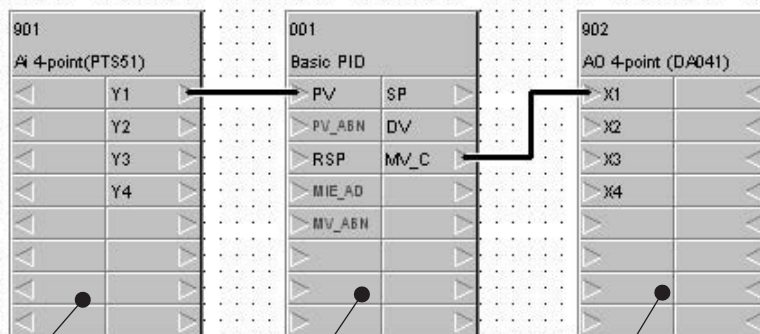 901
Ai 4-point(PTS51)
Y1
Y2
Y3
Y4
001
Basic PID
PV SP
PV_ABN DV
RSP MV_C
MIE_AD
MV_ABN
902
AO 4-point (DA041)
X1
X2
X3
X4